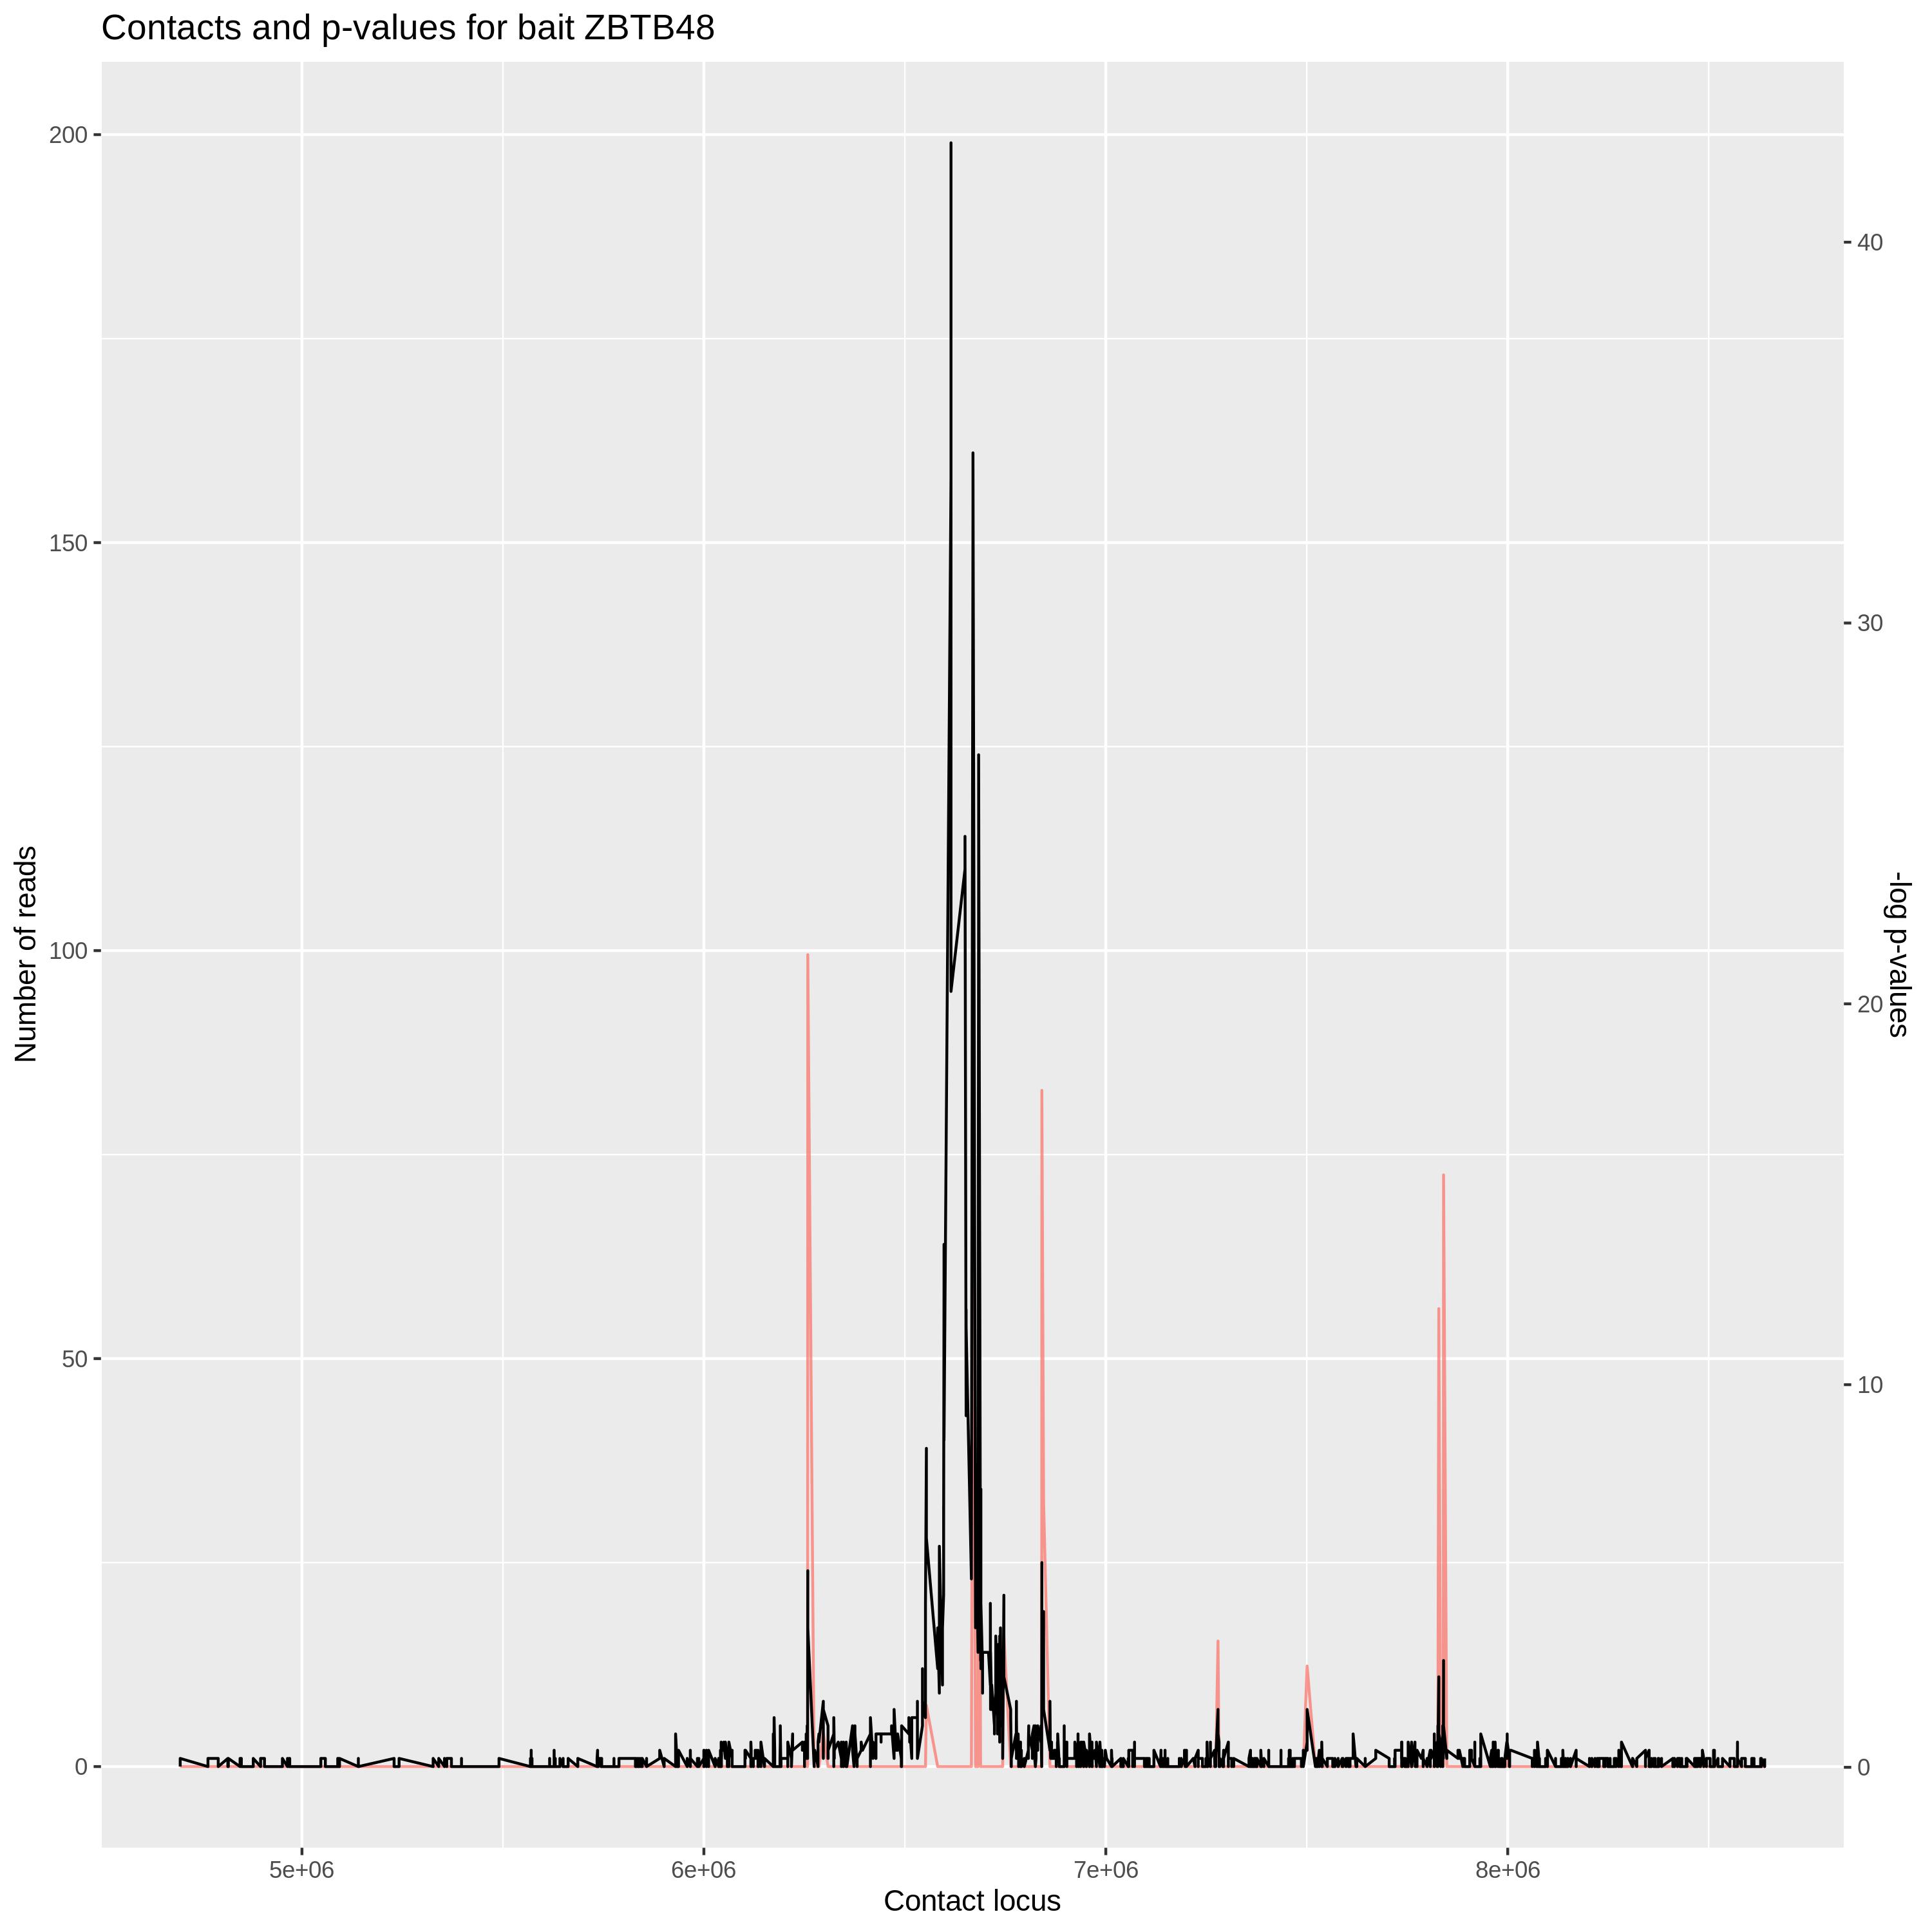 Contacts and p-values for bait ZBTB48
200
150
100
50
0
Number of reads
40
30
20
10
0
-log p-values
5e+06
6e+06
7e+06
8e+06
Contact locus